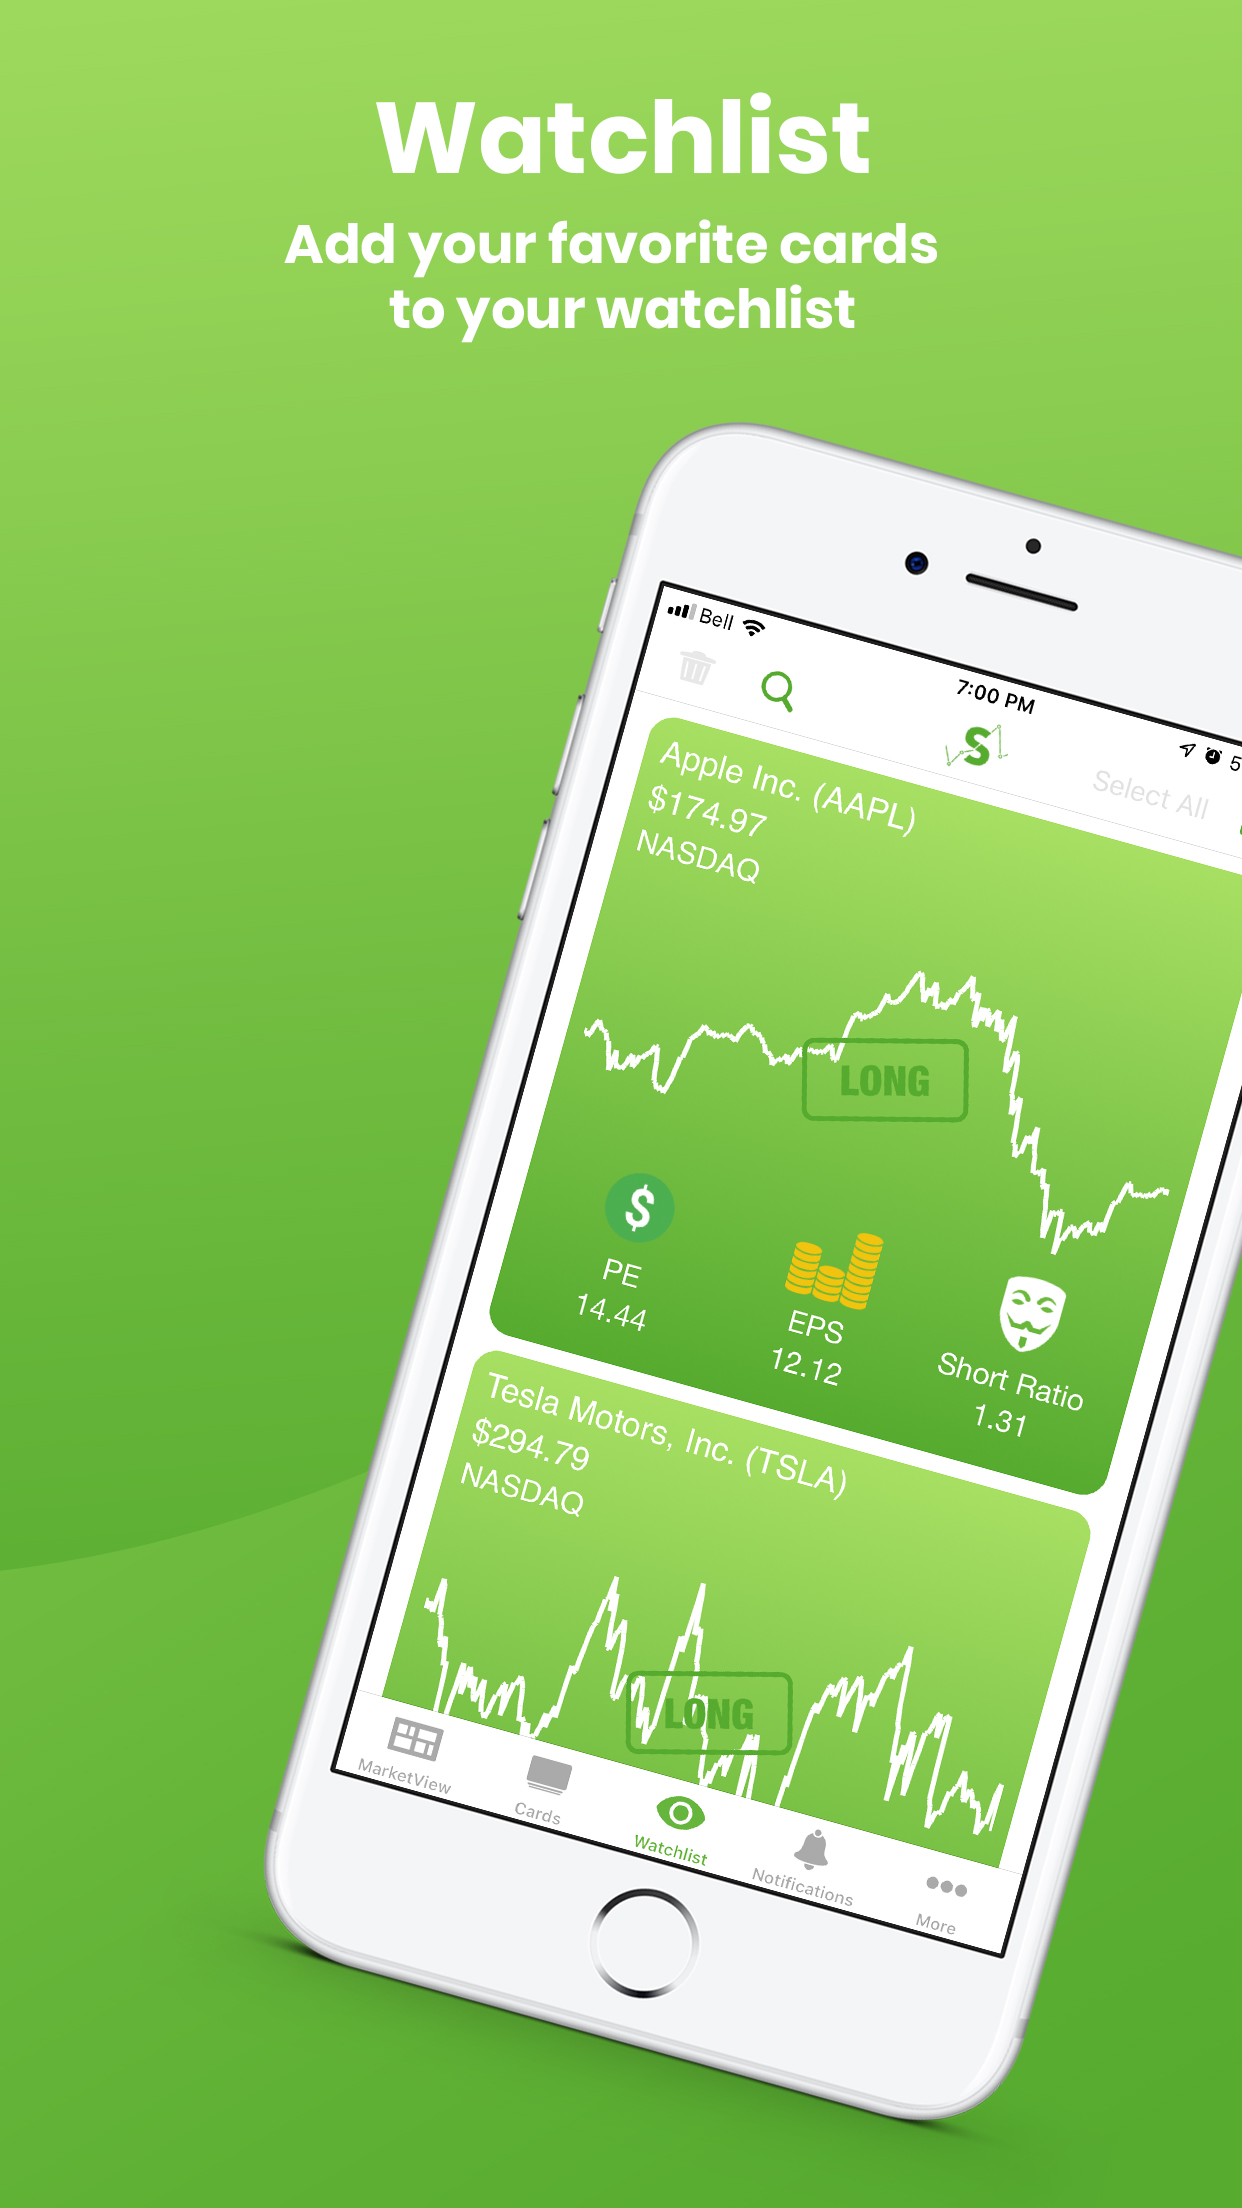 Watchlist
Add your favorite cards
to your watchlist
Bell
7:00 PM
5
Select All
Apple Inc. (AAPL)
$174.97
NASDAQ
LONG
PE
14.44
EPS
12.12
Short Ratio
1.31
Tesla Motors, Inc. (TSLA)
$294.79
NASDAQ
LONG
MarketView
Cards
Watchlist
Notifications
More